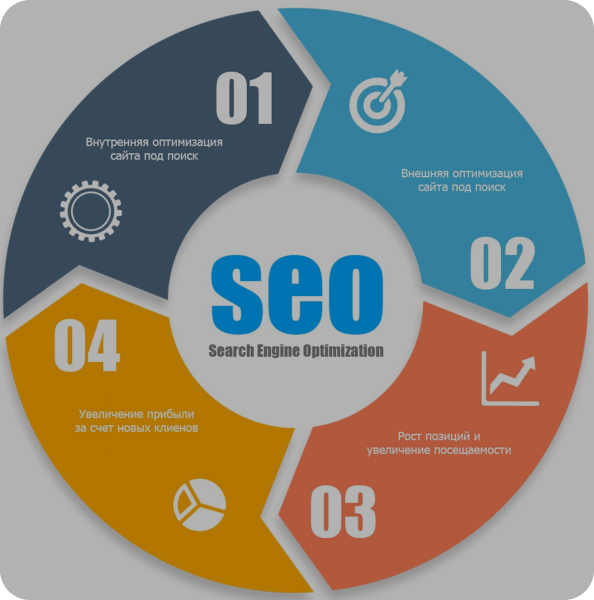 01
Внутренняя оптимизация
сайта под поиск
Внешняя оптимизация
сайта под поиск
02
seo
Search Engine Optimization
04
Увеличение прибыли
за счет новых клиенов
Рост позиций и
увеличение посещаемости
03